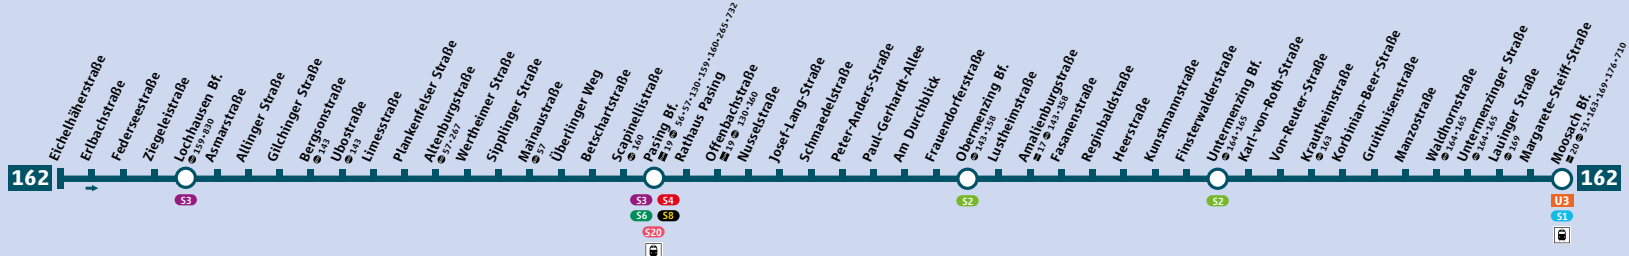 162
Eichelhäherstraße
Erlbachstraße
Federseestraße
Ziegeleistraße
Lochhausen Bf.
159•830
Asmarstraße
Allinger Straße
Gilchinger Straße
Bergsonstraße
143
Ubostraße
143
Limesstraße
Plankenfelser Straße
Altenburgstraße
57•267
Wertheimer Straße
Sipplinger Straße
Mainaustraße
57
Überlinger Weg
Betschartstraße
Scapinellistraße
160
Pasing Bf.
19 56•57•130•159•160•265•732
Rathaus Pasing
Offenbachstraße
19 130•160
Nusselstraße
Josef-Lang-Straße
Schmaedelstraße
Peter-Anders-Straße
Paul-Gerhardt-Allee
Am Durchblick
Frauendorferstraße
Obermenzing Bf.
143•158
Lustheimstraße
Amalienburgstraße
17 143•158
Fasanenstraße
Reginbaldstraße
Heerstraße
Kunstmannstraße
Finsterwalderstraße
Untermenzing Bf.
164•165
Karl-von-Roth-Straße
Von-Reuter-Straße
Krautheimstraße
163
Korbinian-Beer-Straße
Gruithuisenstraße
Manzostraße
Waldhornstraße
164•165
Untermenzinger Straße
164•165
Lauinger Straße
169
Margarete-Steiff-Straße
Moosach Bf.
20 51•163•169•176•710
162
S3
S3 S4
S6 S8
S20
S2
S2
U3
S1